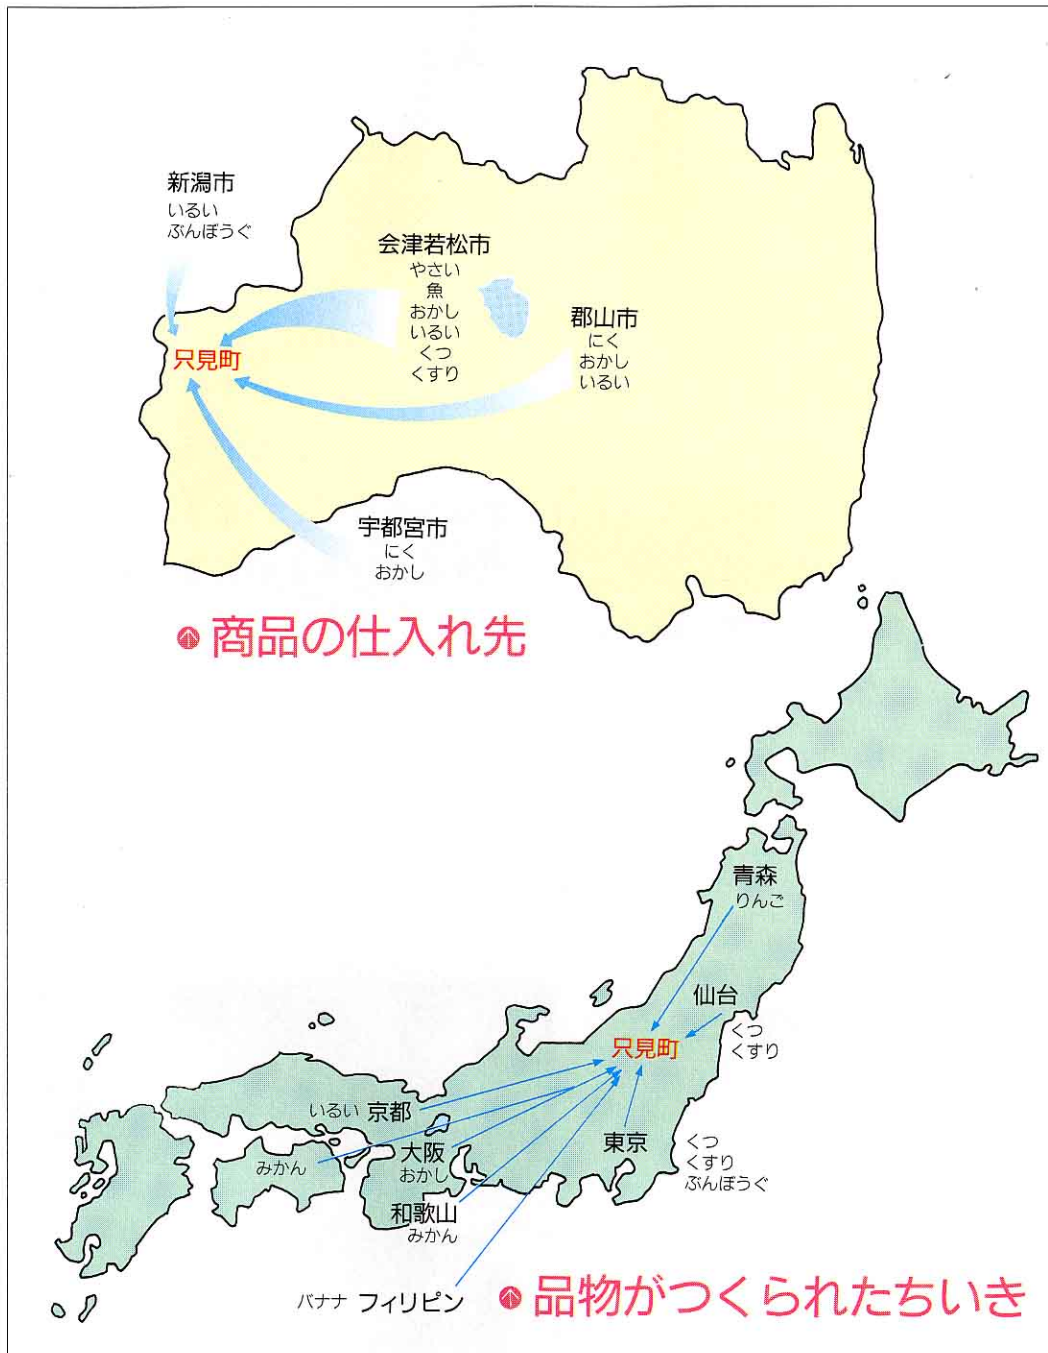 新潟市
いるい
ぶんぼうぐ
会津若松市
やさい
魚
おかし
いるい
くつ
くすり
郡山市
にく
おかし
いるい
只見町
宇都宮市
にく
おかし
商品の仕入れ先
青森
りんご
仙台
くつ
くすり
只見町
いるい 京都
東京
くつ
くすり
ぶんぼうぐ
大阪
おかし
みかん
和歌山
みかん
バナナ フィリピン
品物がつくられたちいき